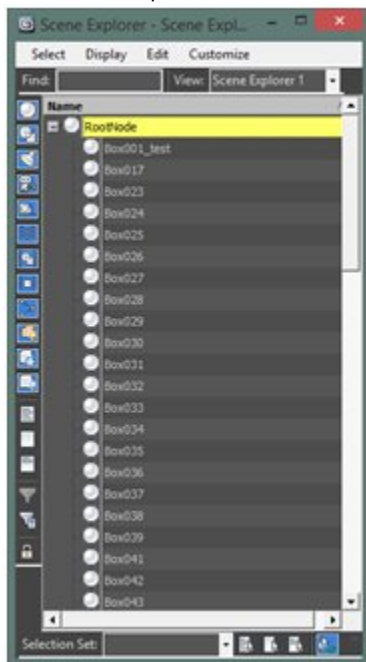 Scene Explorer - Scene Expl...
Select Display Edit Customize
Find: View: Scene Explorer 1
Name
RootNode
Box001_test
Box017
Box023
Box024
Box025
Box026
Box027
Box028
Box029
Box030
Box031
Box032
Box033
Box034
Box035
Box036
Box037
Box038
Box039
Box041
Box042
Box043
Selection Set: